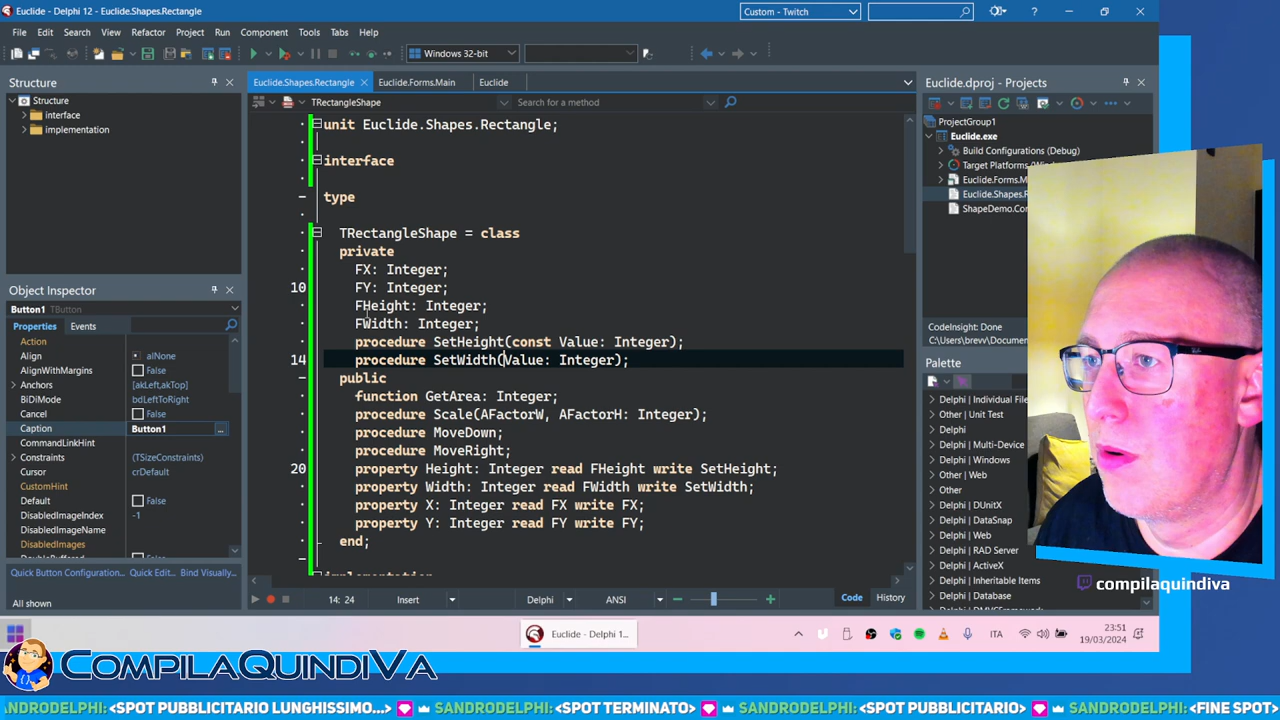 Euclide - Delphi 12 - Euclide.Shapes.Rectangle
Custom - Twitch
File Edit Search View Refactor Project Run Component Tools Tabs Help
Windows 32-bit
Structure
Structure
interface
implementation
Object Inspector
Button1 TButton
Properties Events
Action
Align alNone
AlignWithMargins False
Anchors [akLeft,akTop]
BiDiMode bdLeftToRight
Cancel False
Caption Button1
CommandLinkHint
Constraints (TSizeConstraints)
Cursor crDefault
CustomHint
Default False
DisabledImageIndex -1
DisabledImageName
DisabledImages
False
Quick Button Configuration... Quick Edit... Bind Visually...
All shown
Euclide.Shapes.Rectangle Euclide.Forms.Main Euclide
TRectangleShape Search for a method
unit Euclide.Shapes.Rectangle;
interface
type
TRectangleShape = class
private
FX: Integer;
10 FY: Integer;
FHeight: Integer;
FWidth: Integer;
procedure SetHeight(const Value: Integer);
14 procedure SetWidth(Value: Integer);
public
function GetArea: Integer;
procedure Scale(AFactorW, AFactorH: Integer);
procedure MoveDown;
procedure MoveRight;
20 property Height: Integer read FHeight write SetHeight;
property Width: Integer read FWidth write SetWidth;
property X: Integer read FX write FX;
property Y: Integer read FY write FY;
end;
implementation
14: 24 Insert Delphi ANSI Code History
Euclide.dproj - Projects
ProjectGroup1
Euclide.exe
Build Configurations (Debug)
Target Platforms (Win
Euclide.Forms.M
Euclide.Shapes.R
ShapeDemo.Co
CodeInsight: Done
C:\Users\brevv\Docum
Palette
Delphi | Individual File
Other | Unit Test
Delphi
Delphi | Multi-Device
Delphi | Windows
Other | Web
Other
Delphi | DUnitX
Delphi | DataSnap
Delphi | RAD Server
Delphi | ActiveX
Delphi | Inheritable Items
Delphi | Database
compilaquindiva
Euclide - Delphi 1...
ITA
23:51
19/03/2024
COMPILAQUINDIVA
ANDRODELPHI: <SPOT PUBBLICITARIO LUNGHISSIMO...> SANDRODELPHI: <SPOT TERMINATO> SANDRODELPHI: <SPOT PUBBLICITARIO> SANDRODELPHI: <FINE SPOT>